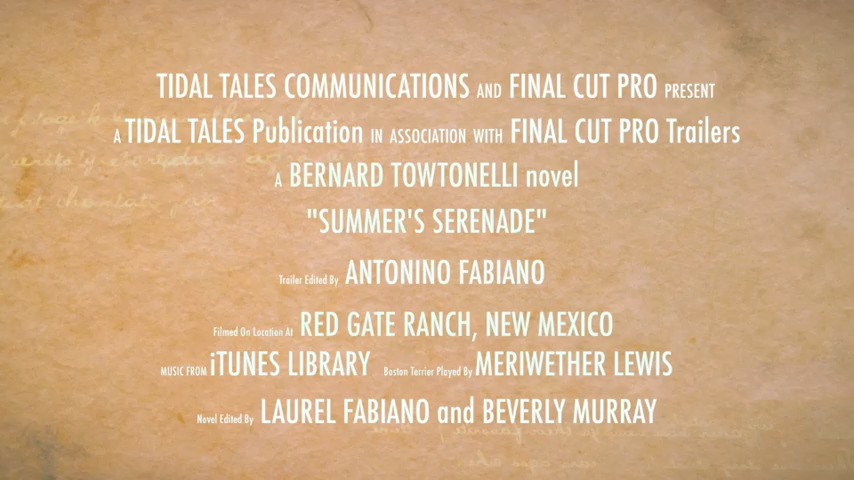 TIDAL TALES COMMUNICATIONS AND FINAL CUT PRO PRESENT
A TIDAL TALES Publication IN ASSOCIATION WITH FINAL CUT PRO Trailers
A BERNARD TOWTONELLI novel
"SUMMER'S SERENADE"
Trailer Edited By ANTONINO FABIANO
Filmed On Location At RED GATE RANCH, NEW MEXICO
MUSIC FROM iTUNES LIBRARY Boston Terrier Played By MERIWETHER LEWIS
Novel Edited By LAUREL FABIANO and BEVERLY MURRAY